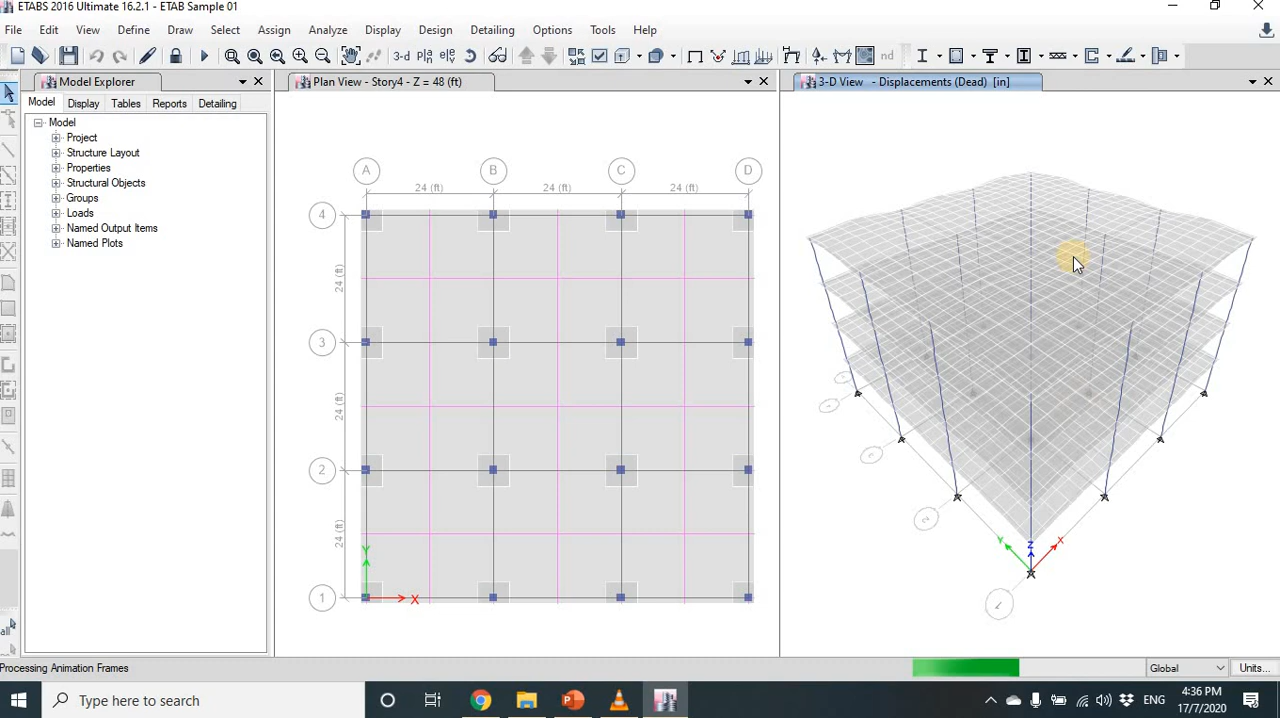 ETABS 2016 Ultimate 16.2.1 - ETAB Sample 01
File Edit View Define Draw Select Assign Analyze Display Design Detailing Options Tools Help
3-d
nd
Model Explorer
Model Display Tables Reports Detailing
Model
Project
Structure Layout
Properties
Structural Objects
Groups
Loads
Named Output Items
Named Plots
Plan View - Story4 - Z = 48 (ft)
A B C D
24 (ft) 24 (ft) 24 (ft)
4
24 (ft)
3
24 (ft)
2
24 (ft)
1
Y
X
3-D View - Displacements (Dead) [in]
Y Z X
Processing Animation Frames
Global
Units...
Type here to search
ENG
4:36 PM
17/7/2020